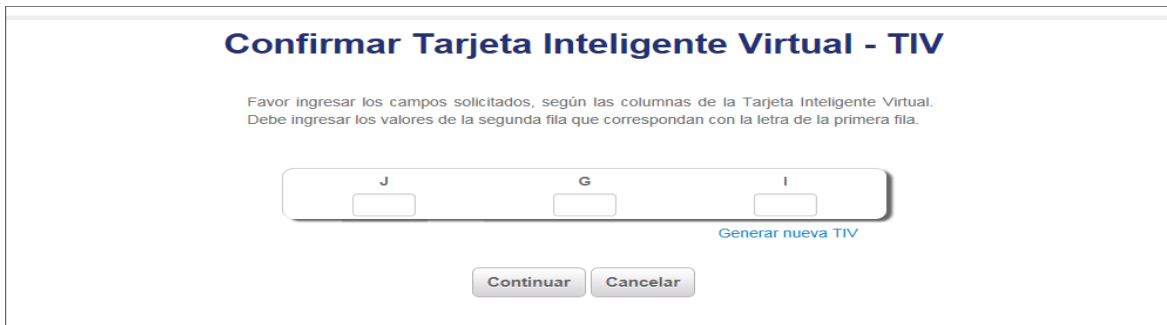 Confirmar Tarjeta Inteligente Virtual - TIV
Favor ingresar los campos solicitados, según las columnas de la Tarjeta Inteligente Virtual.
Debe ingresar los valores de la segunda fila que correspondan con la letra de la primera fila.
J G I
Generar nueva TIV
Continuar Cancelar